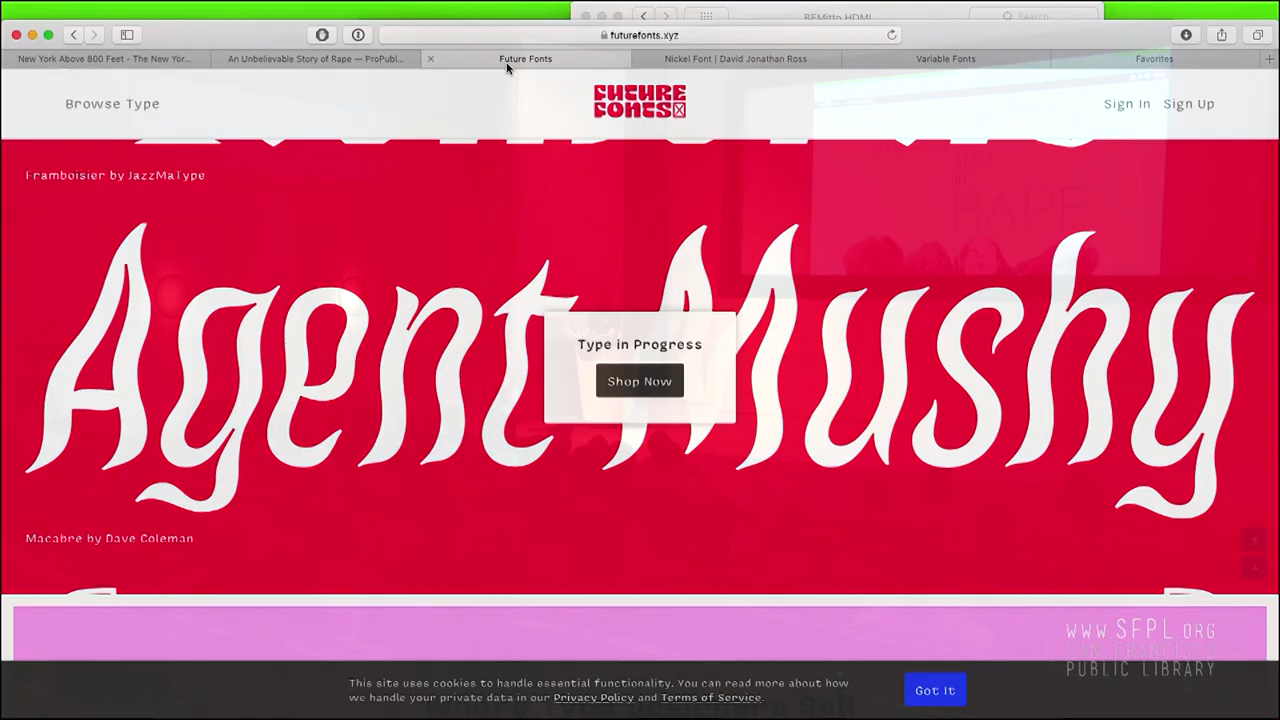 BEMitto HDMI
Search
futurefonts.xyz
New York Above 800 Feet - The New Yor...
An Unbelievable Story of Rape — ProPubl...
Future Fonts
Nickel Font | David Jonathan Ross
Variable Fonts
Favorites
Browse Type
FUTURE
FONTS
Sign In
Sign Up
RAPE
Framboisier by JazzMaType
Agent Mushy
Type in Progress
Shop Now
Macabre by Dave Coleman
www.SFPL.org
SAN FRANCISCO
PUBLIC LIBRARY
This site uses cookies to handle essential functionality. You can read more about how
we handle your private data in our Privacy Policy and Terms of Service.
Got It